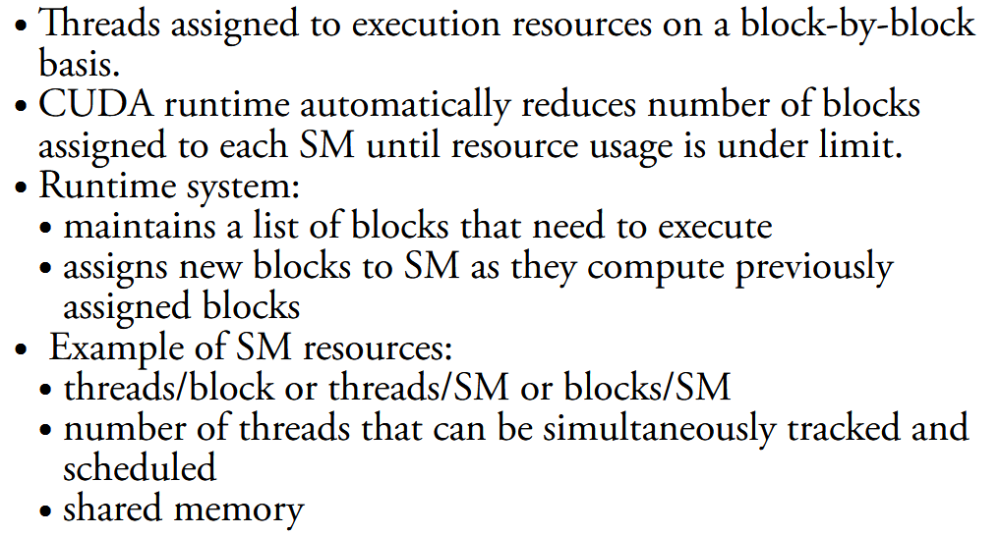 • Threads assigned to execution resources on a block-by-block
basis.
• CUDA runtime automatically reduces number of blocks
assigned to each SM until resource usage is under limit.
• Runtime system:
• maintains a list of blocks that need to execute
• assigns new blocks to SM as they compute previously
assigned blocks
• Example of SM resources:
• threads/block or threads/SM or blocks/SM
• number of threads that can be simultaneously tracked and
scheduled
• shared memory